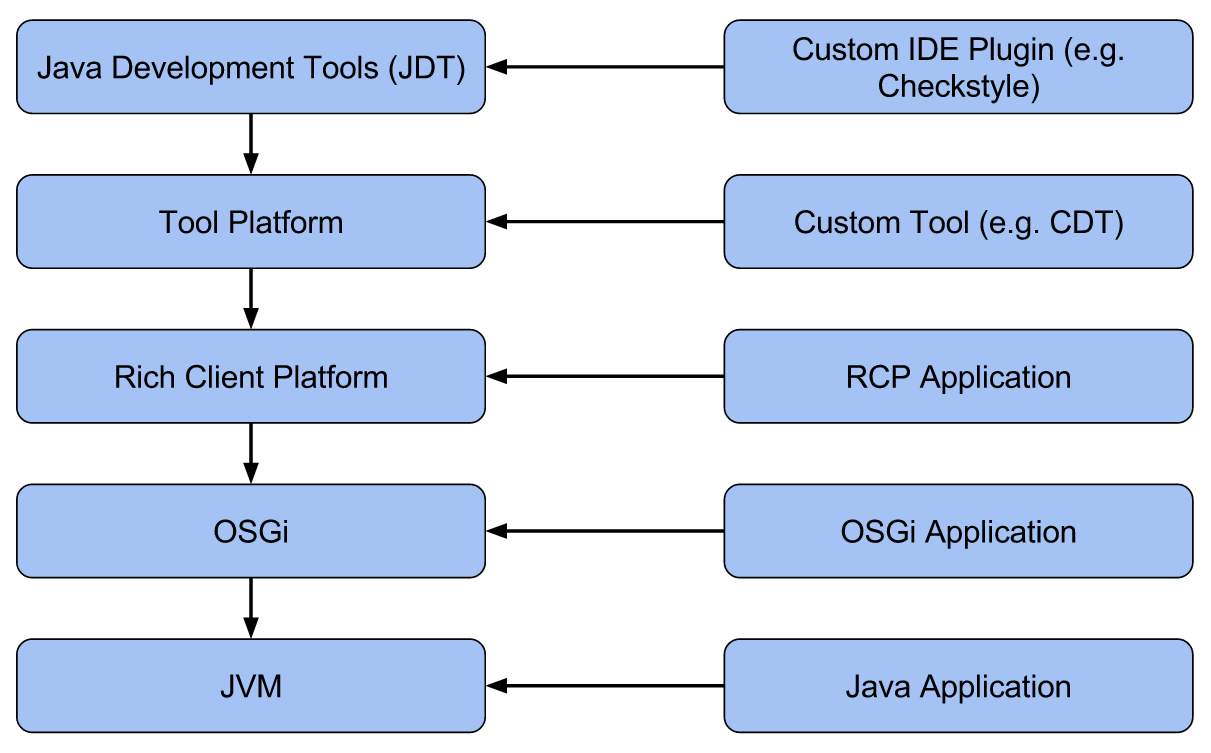 Java Development Tools (JDT)
Custom IDE Plugin (e.g.
Checkstyle)
Tool Platform
Custom Tool (e.g. CDT)
Rich Client Platform
RCP Application
OSGi
OSGi Application
JVM
Java Application